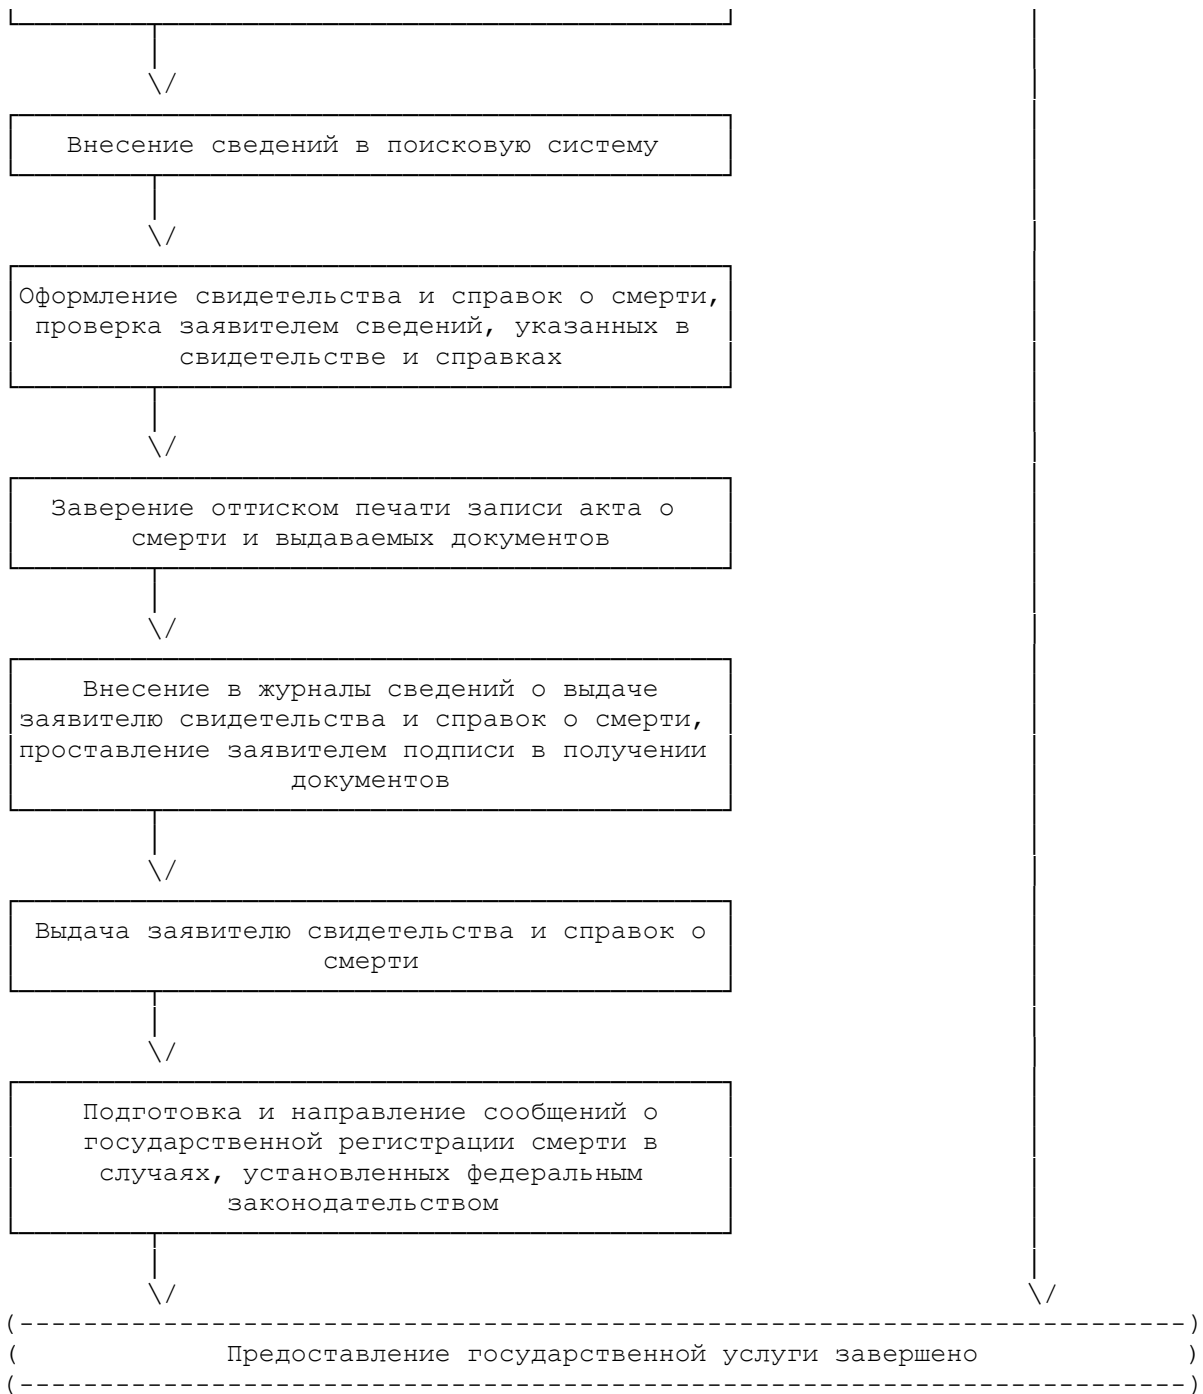 Внесение сведений в поисковую систему
Оформление свидетельства и справок о смерти,
проверка заявителем сведений, указанных в
свидетельстве и справках
Заверение оттиском печати записи акта о
смерти и выдаваемых документов
Внесение в журналы сведений о выдаче
заявителю свидетельства и справок о смерти,
проставление заявителем подписи в получении
документов
Выдача заявителю свидетельства и справок о
смерти
Подготовка и направление сообщений о
государственной регистрации смерти в
случаях, установленных федеральным
законодательством
Предоставление государственной услуги завершено